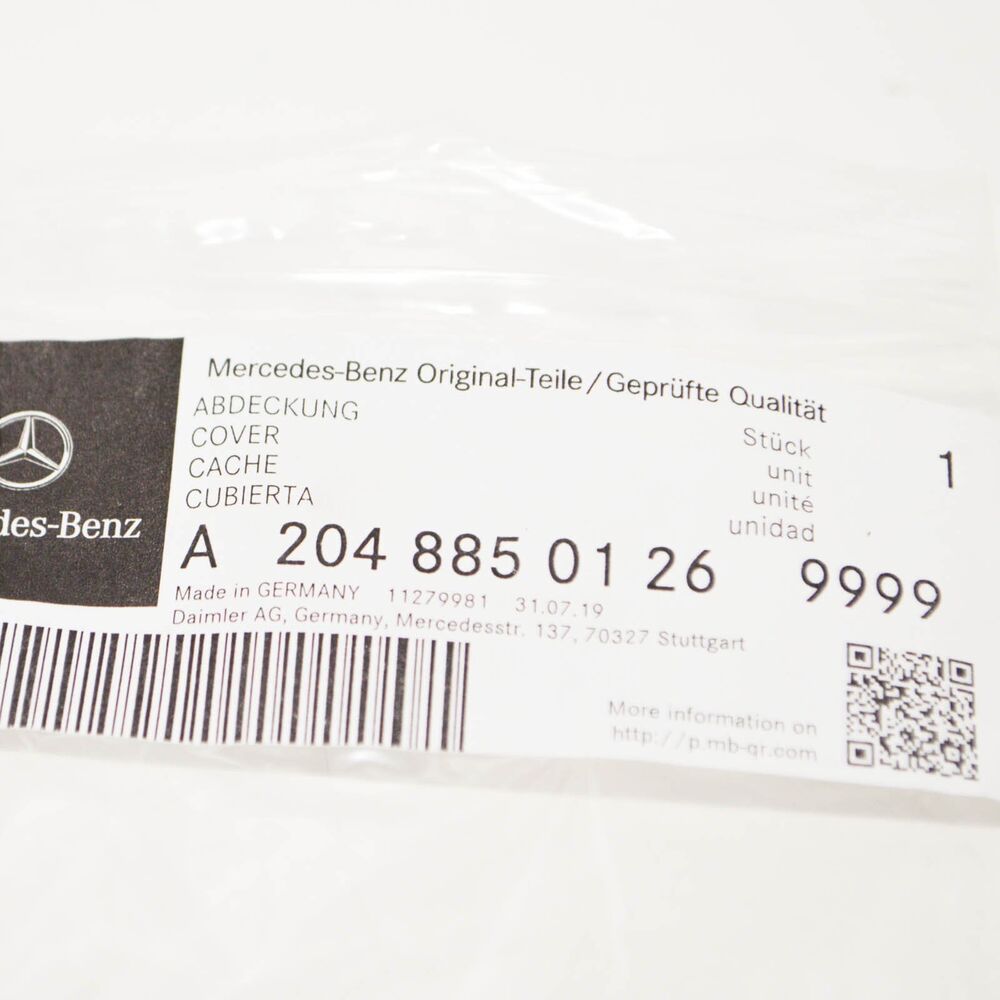 des-Benz
Mercedes-Benz Original-Teile/Geprüfte Qualität
ABDECKUNG
COVER
CACHE
CUBIERTA
Stück
unit
unité
unidad
1
A 204 885 01 26 9999
Made in GERMANY 11279981 31.07.19
Daimler AG, Germany, Mercedesstr. 137, 70327 Stuttgart
More information on
http://p.mb-qr.com